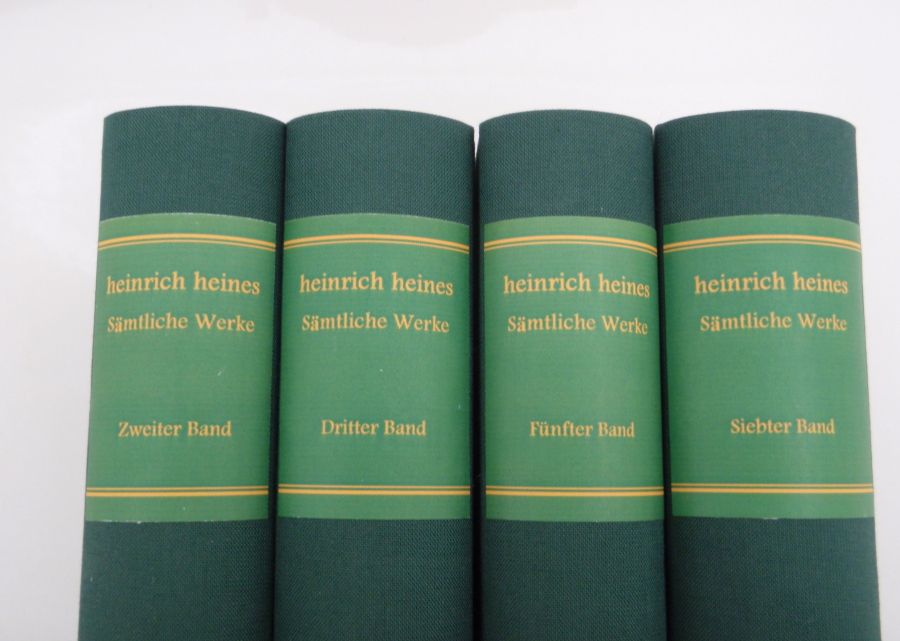 heinrich heines
Sämtliche Werke
Zweiter Band
heinrich heines
Sämtliche Werke
Dritter Band
heinrich heines
Sämtliche Werke
Fünfter Band
heinrich heines
Sämtliche Werke
Siebter Band